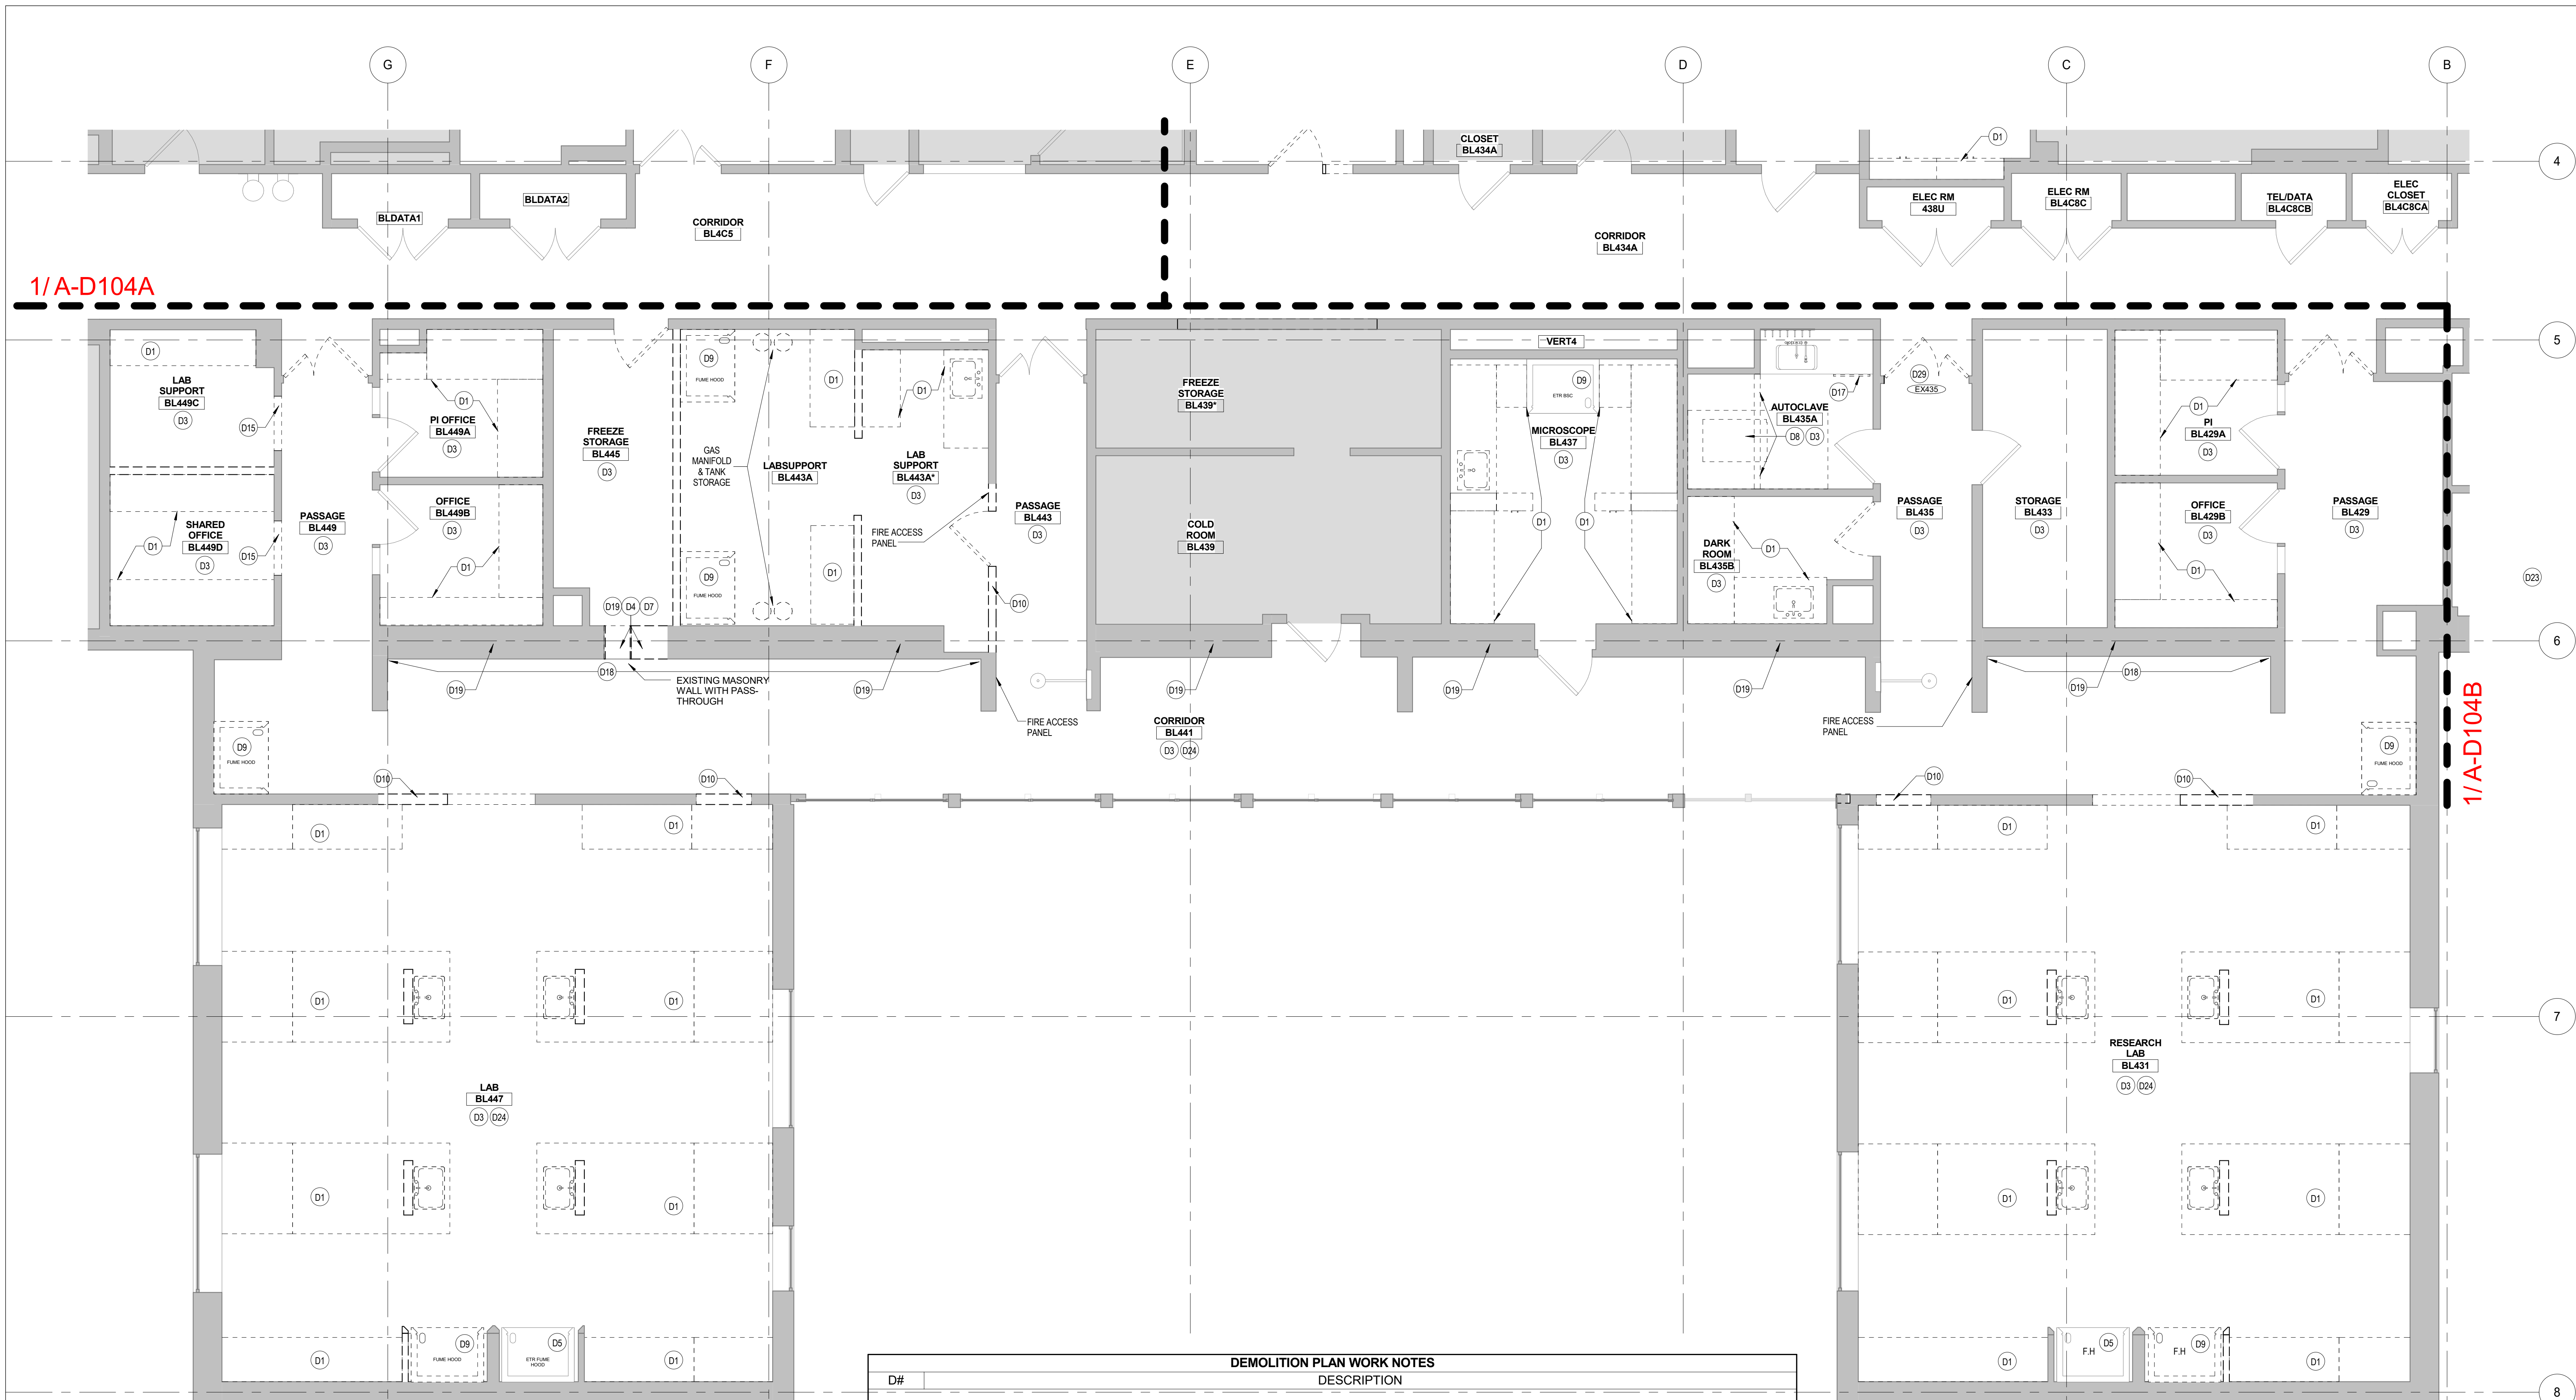 G
F
E
D
C
B
CLOSET
BL434A
D1
4
BLDATA1
BLDATA2
CORRIDOR
BL4C5
CORRIDOR
BL434A
ELEC RM
438U
ELEC RM
BL4C8C
TEL/DATA
BL4C8CB
ELEC
CLOSET
BL4C8CA
1/ A-D104A
5
D1
LAB
SUPPORT
BL449C
D3
D15
D1
PI OFFICE
BL449A
D3
FREEZE
STORAGE
BL445
D3
D9
FUME HOOD
GAS
MANIFOLD
& TANK
STORAGE
LABSUPPORT
BL443A
D1
D1
LAB
SUPPORT
BL443A*
D3
FIRE ACCESS
PANEL
PASSAGE
BL443
D3
FREEZE
STORAGE
BL439*
COLD
ROOM
BL439
VERT4
D9
ETR BSC
MICROSCOPE
BL437
D3
D1
D1
D17
AUTOCLAVE
BL435A
D8
D3
D29
EX435
DARK
ROOM
BL435B
D3
D1
PASSAGE
BL435
D3
STORAGE
BL433
D3
D1
PI
BL429A
D3
OFFICE
BL429B
D3
D1
PASSAGE
BL429
D3
D23
D1
SHARED
OFFICE
BL449D
D3
D15
PASSAGE
BL449
D3
OFFICE
BL449B
D3
D1
D9
FUME HOOD
D1
D19
D4
D7
D10
6
D19
D18
EXISTING MASONRY
WALL WITH PASS-
THROUGH
D19
FIRE ACCESS
PANEL
D19
CORRIDOR
BL441
D3
D24
D19
D19
FIRE ACCESS
PANEL
D19
D18
1/ A-D104B
D9
FUME HOOD
D9
FUME HOOD
D10
D10
D10
D10
D1
D1
D1
D1
D1
D1
D1
D1
7
LAB
BL447
D3
D24
RESEARCH
LAB
BL431
D3
D24
D1
D1
D1
D1
D1
D9
FUME HOOD
D5
ETR FUME
HOOD
D1
D1
F.H
D5
F.H
D9
D1
DEMOLITION PLAN WORK NOTES
D#
DESCRIPTION
8